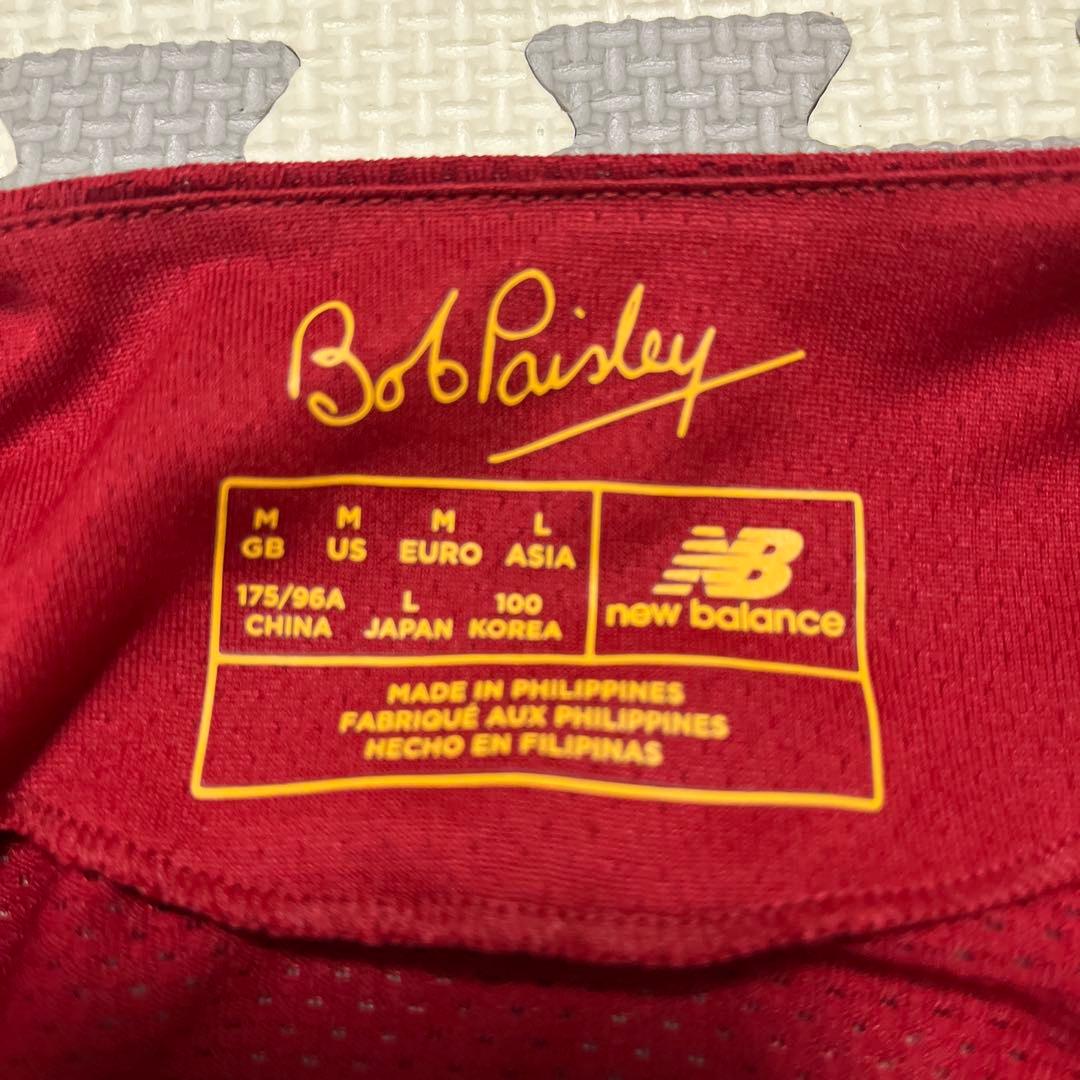 Bob Paisley
M M M L
GB US EURO ASIA
175/96A L 100
CHINA JAPAN KOREA
NB
new balance
MADE IN PHILIPPINES
FABRIQUÉ AUX PHILIPPINES
HECHO EN FILIPINAS